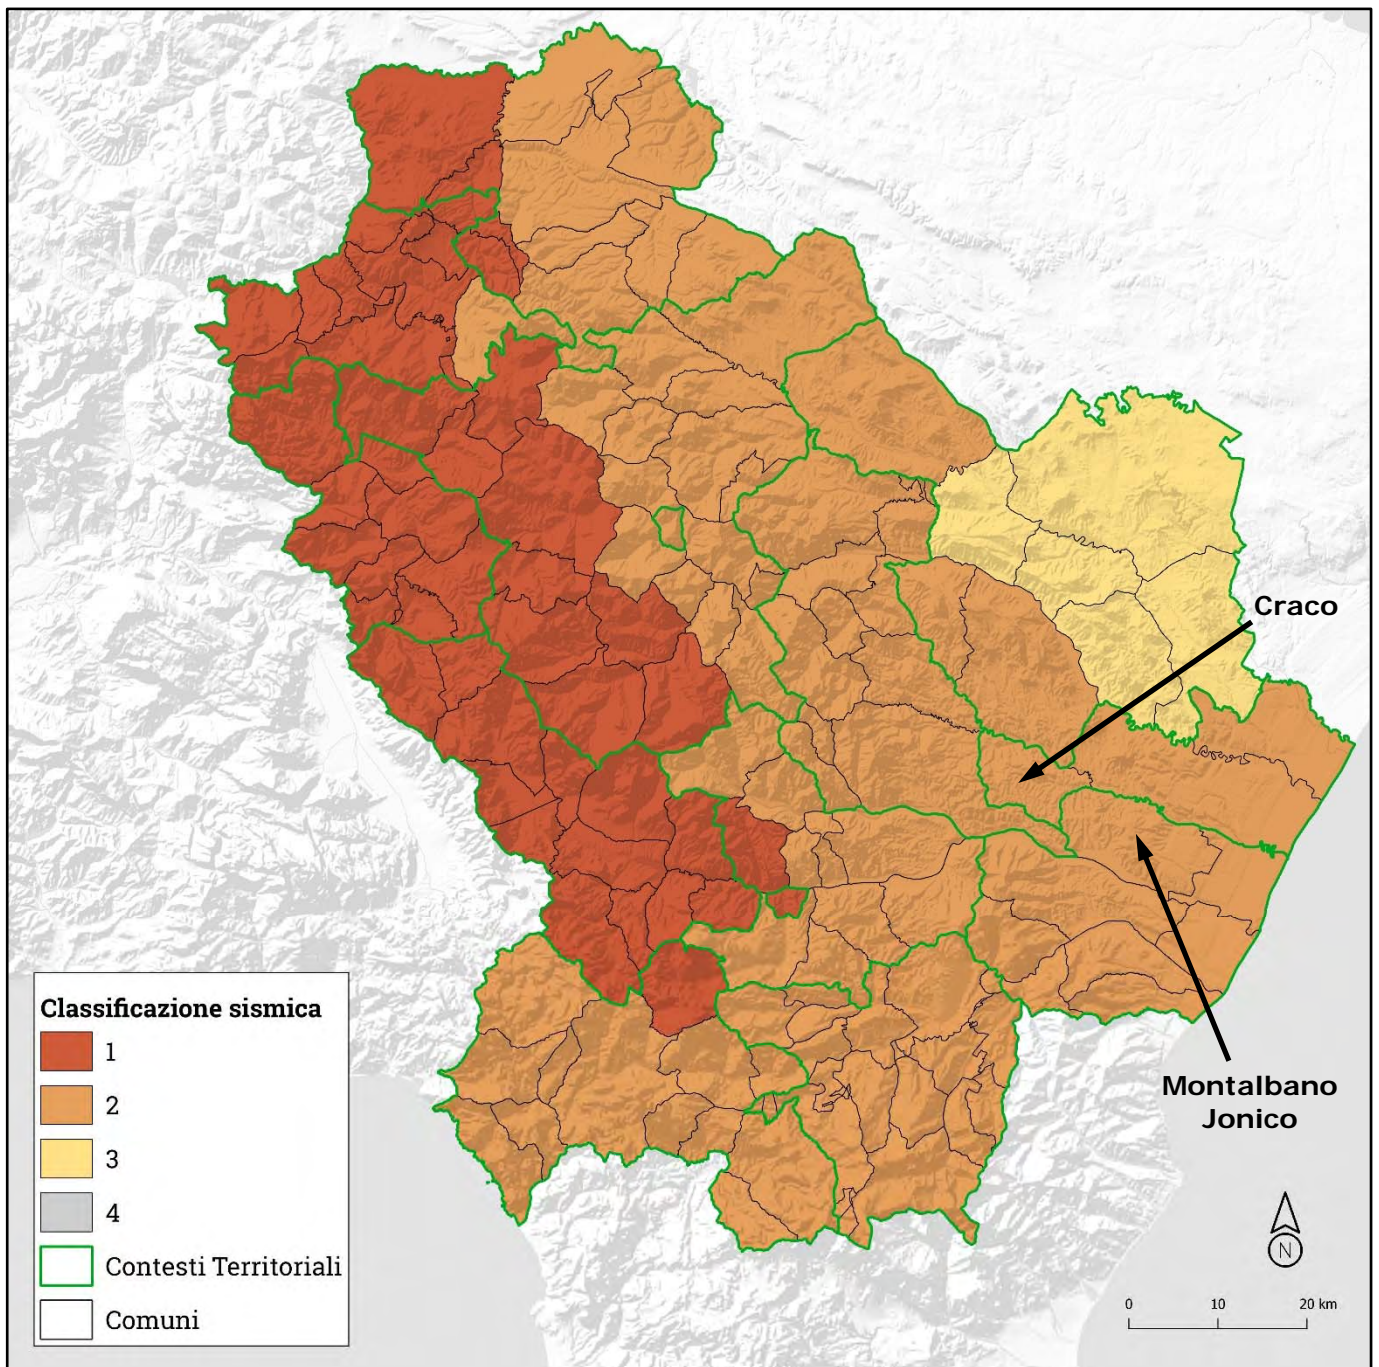 Craco
Montalbano
Jonico
Classificazione sismica
1
2
3
4
Contesti Territoriali
Comuni
N
0 10 20 km